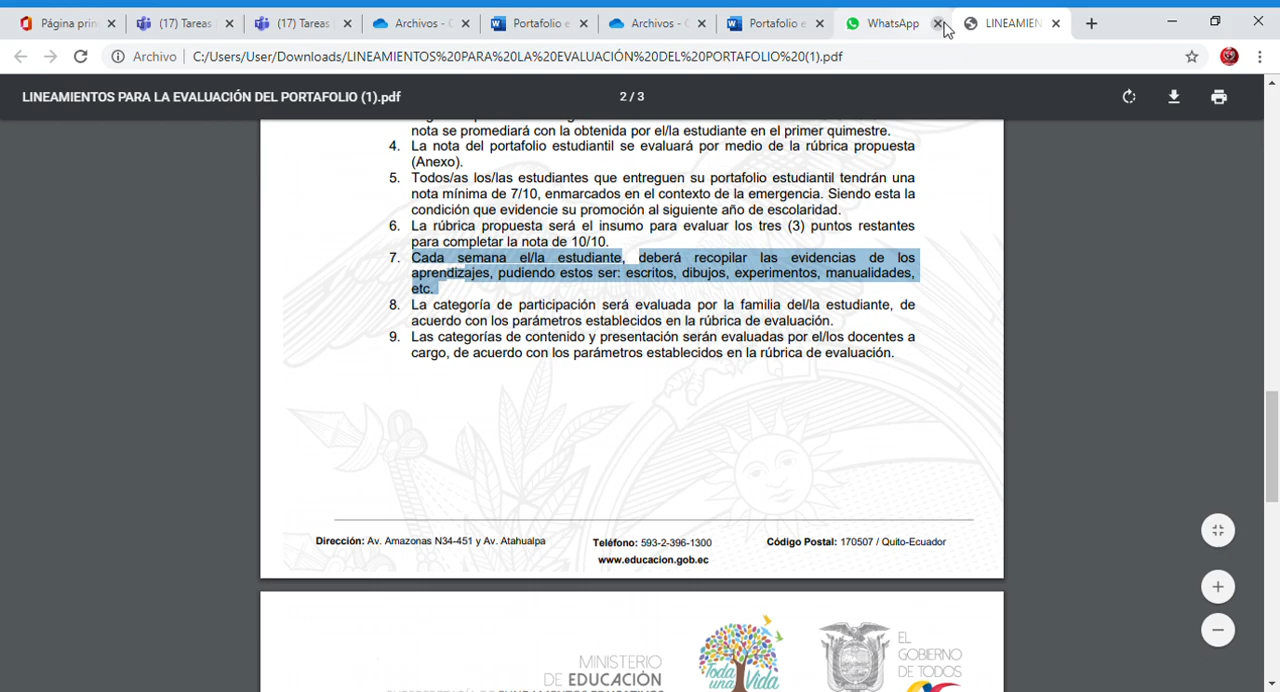 Página prin
(17) Tareas
(17) Tareas
Archivos - 
Portafolio e
Archivos - 
Portafolio e
WhatsApp
LINEAMIEN
Archivo | C:/Users/User/Downloads/LINEAMIENTOS%20PARA%20LA%20EVALUACIÓN%20DEL%20PORTAFOLIO%20(1).pdf
LINEAMIENTOS PARA LA EVALUACIÓN DEL PORTAFOLIO (1).pdf
2 / 3
nota se promediará con la obtenida por el/la estudiante en el primer quimestre.
4. La nota del portafolio estudiantil se evaluará por medio de la rúbrica propuesta
(Anexo).
5. Todos/as los/las estudiantes que entreguen su portafolio estudiantil tendrán una
nota mínima de 7/10, enmarcados en el contexto de la emergencia. Siendo esta la
condición que evidencie su promoción al siguiente año de escolaridad.
6. La rúbrica propuesta será el insumo para evaluar los tres (3) puntos restantes
para completar la nota de 10/10.
7. Cada semana el/la estudiante, deberá recopilar las evidencias de los
aprendizajes, pudiendo estos ser: escritos, dibujos, experimentos, manualidades,
etc.
8. La categoría de participación será evaluada por la familia del/la estudiante, de
acuerdo con los parámetros establecidos en la rúbrica de evaluación.
9. Las categorías de contenido y presentación serán evaluadas por el/los docentes a
cargo, de acuerdo con los parámetros establecidos en la rúbrica de evaluación.
Dirección: Av. Amazonas N34-451 y Av. Atahualpa
Teléfono: 593-2-396-1300
Código Postal: 170507 / Quito-Ecuador
www.educacion.gob.ec
MINISTERIO
DE EDUCACIÓN
Toda
una Vida
EL
GOBIERNO
DE TODOS